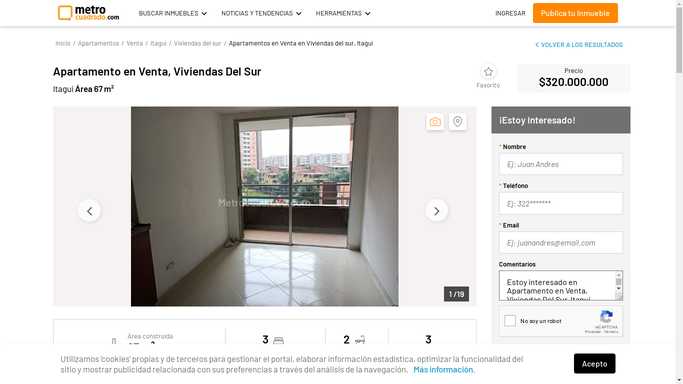 metro
cuadrado.com
BUSCAR INMUEBLES
NOTICIAS Y TENDENCIAS
HERRAMIENTAS
INGRESAR
Publica tu inmueble
Inicio / Apartamentos / Venta / Itagui / Viviendas del sur / Apartamentos en Venta en Viviendas del sur, Itagui
VOLVER A LOS RESULTADOS
Apartamento en Venta, Viviendas Del Sur
Itagui Área 67 m²
Favorito
Precio
$320.000.000
1 / 19
¡Estoy Interesado!
* Nombre
Ej: Juan Andres
* Teléfono
Ej: 322*******
* Email
Ej: juanandres@email.com
Comentarios
Estoy interesado en
Apartamento en Venta,
Viviendas Del Sur, Itagui
No soy un robot
reCAPTCHA
Privacidad - Términos
Área construida
3
2
3
Utilizamos 'cookies' propias y de terceros para gestionar el portal, elaborar información estadística, optimizar la funcionalidad del
sitio y mostrar publicidad relacionada con sus preferencias a través del análisis de la navegación. Más información.
Acepto